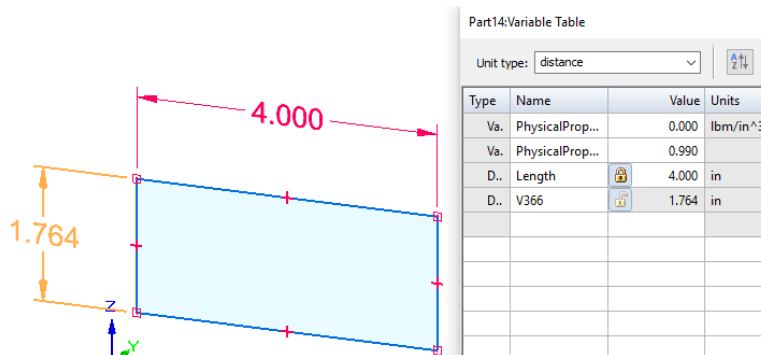 Part14:Variable Table
Unit type: distance
Type Name Value Units
Va. PhysicalProp... 0.000 lbm/in^3
Va. PhysicalProp... 0.990
D.. Length 4.000 in
D.. V366 1.764 in
4.000
1.764
Z
Y
A
Z